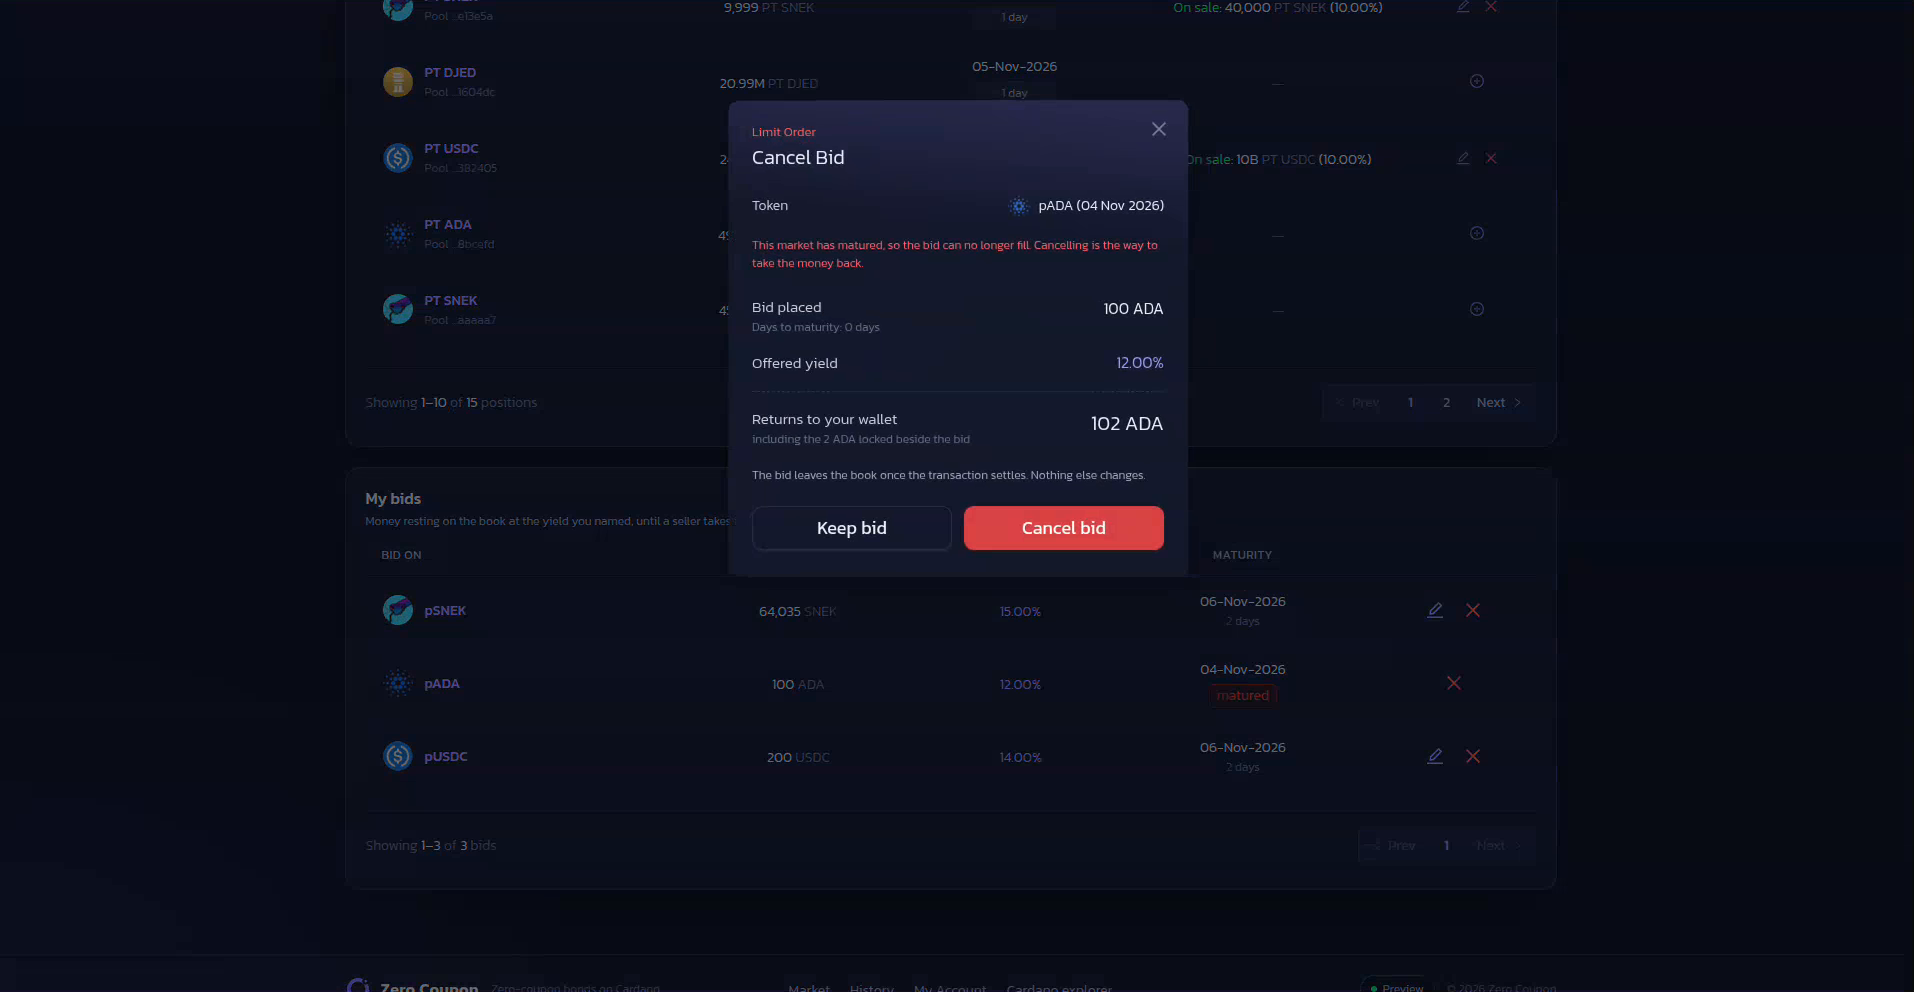 Pool ...e13e5a
9,999 PT SNEK
1 day
On sale: 40,000 PT SNEK (10.00%)
PT DJED
Pool ...1604dc
20.99M PT DJED
05-Nov-2026
1 day
—
Limit Order
Cancel Bid
Token
pADA (04 Nov 2026)
This market has matured, so the bid can no longer fill. Cancelling is the way to
take the money back.
Bid placed
100 ADA
Days to maturity: 0 days
Offered yield
12.00%
Returns to your wallet
102 ADA
including the 2 ADA locked beside the bid
The bid leaves the book once the transaction settles. Nothing else changes.
Keep bid
Cancel bid
PT USDC
Pool ...382405
On sale: 10B PT USDC (10.00%)
PT ADA
Pool ...8bcefd
—
PT SNEK
Pool ...aaaaa7
—
Showing 1–10 of 15 positions
< Prev 1 2 Next >
My bids
Money resting on the book at the yield you named, until a seller takes
BID ON
MATURITY
pSNEK
64,035 SNEK
15.00%
06-Nov-2026
2 days
pADA
100 ADA
12.00%
04-Nov-2026
matured
pUSDC
200 USDC
14.00%
06-Nov-2026
2 days
Showing 1–3 of 3 bids
Prev 1 Next
Zero Coupon
Zero-coupon bonds on Cardano
Market
History
My Account
Cardano explorer
Preview
© 2026 Zero Coupon